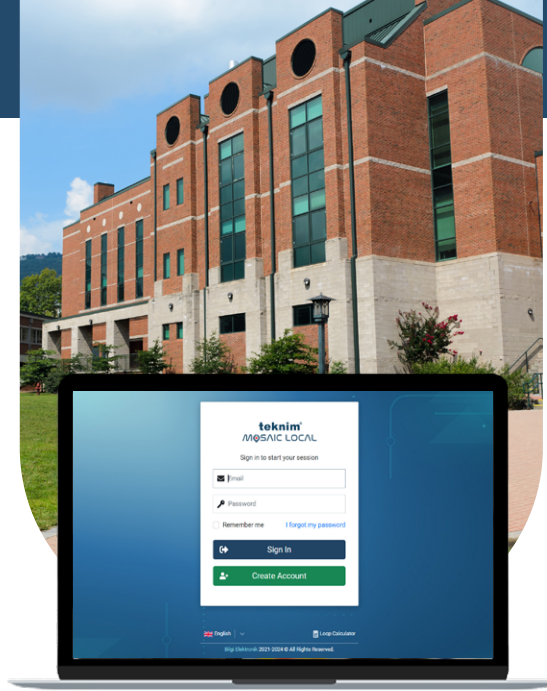 teknim
MOSAIC LOCAL
Sign in to start your session
Email
Password
Remember me I forgot my password
Sign In
Create Account
English Loop Calculator
Bilgi Elektronik 2021-2024 © All Rights Reserved.